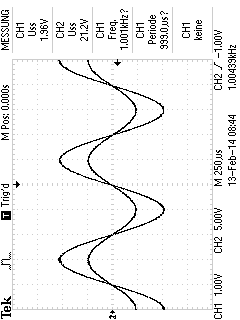 Tek
T Trig'd
M Pos: 0.000s
MESSUNG
CH1
Uss
1.96V
CH2
Uss
21.2V
CH1
Freq.
1.001kHz?
CH1
Periode
999.0µs?
CH1
keine
2
CH1 1.00V
CH2 5.00V
M 250µs
CH2 ∕ -1.00V
13-Feb-14 08:44
1.00439kHz